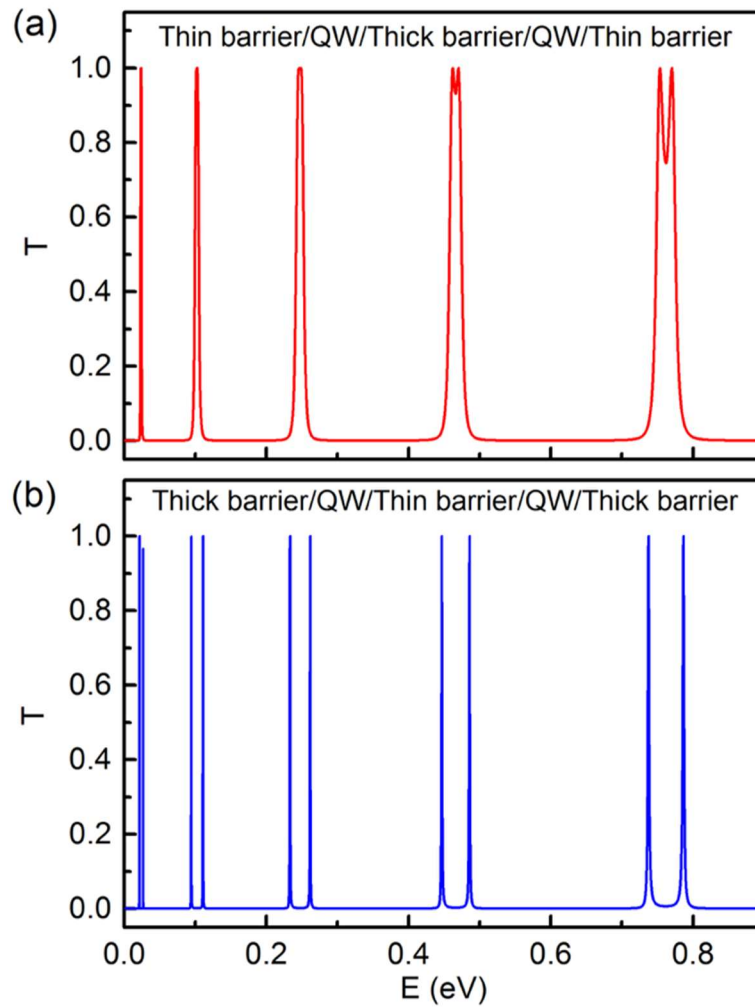 (a)
Thin barrier/QW/Thick barrier/QW/Thin barrier
1.0
0.8
0.6
T
0.4
0.2
0.0
(b)
Thick barrier/QW/Thin barrier/QW/Thick barrier
1.0
0.8
0.6
T
0.4
0.2
0.0
0.0 0.2 0.4 0.6 0.8
E (eV)